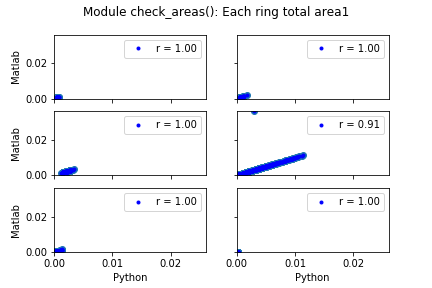 Module check_areas(): Each ring total area1
Matlab
0.02
0.00
r = 1.00
r = 1.00
Matlab
0.02
0.00
r = 1.00
r = 0.91
Matlab
0.02
0.00
r = 1.00
r = 1.00
0.00 0.01 0.02
0.00 0.01 0.02
Python
Python